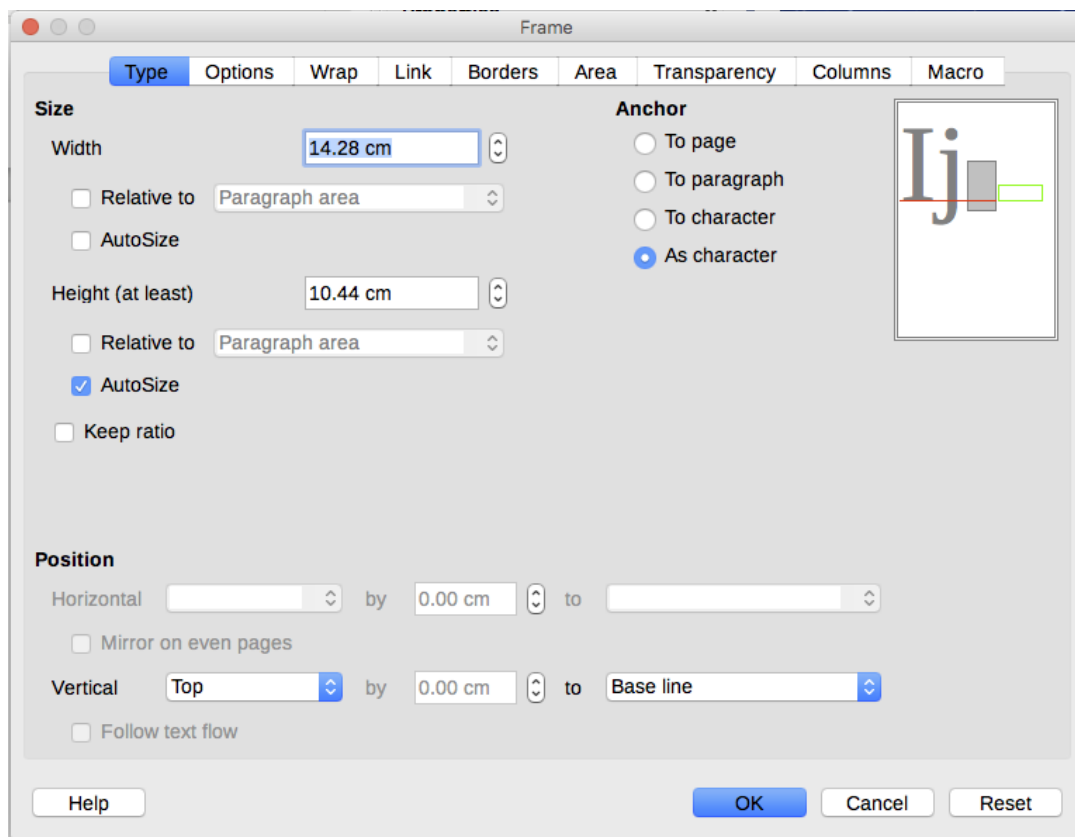 Frame
Type Options Wrap Link Borders Area Transparency Columns Macro
Size
Width 14.28 cm
Relative to Paragraph area
AutoSize
Height (at least) 10.44 cm
Relative to Paragraph area
AutoSize
Keep ratio
Anchor
To page
To paragraph
To character
As character
Ij
Position
Horizontal by 0.00 cm to
Mirror on even pages
Vertical Top by 0.00 cm to Base line
Follow text flow
Help OK Cancel Reset